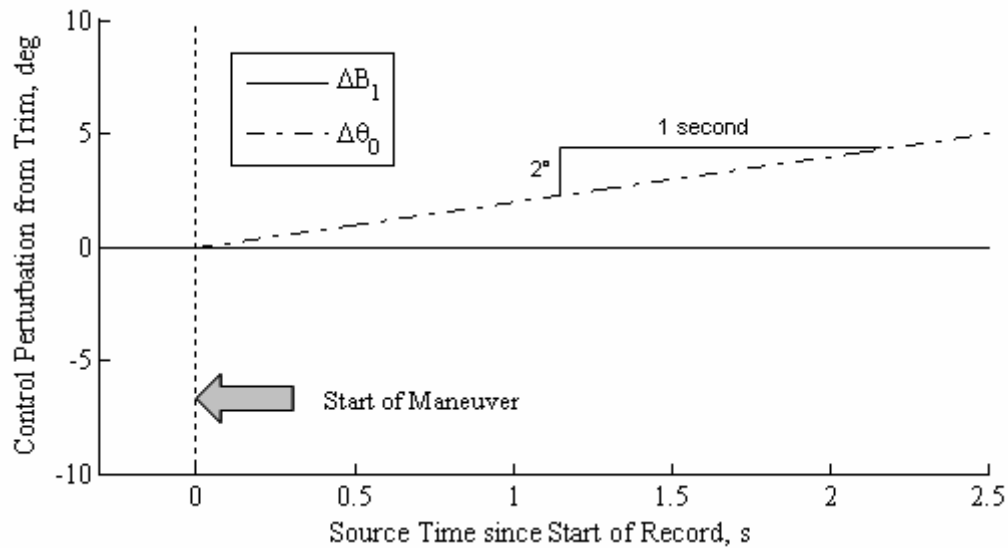 Control Perturbation from Trim, deg
10
5
0
-5
-10
ΔB1
Δθ0
1 second
2°
Start of Maneuver
0
0.5
1
1.5
2
2.5
Source Time since Start of Record, s